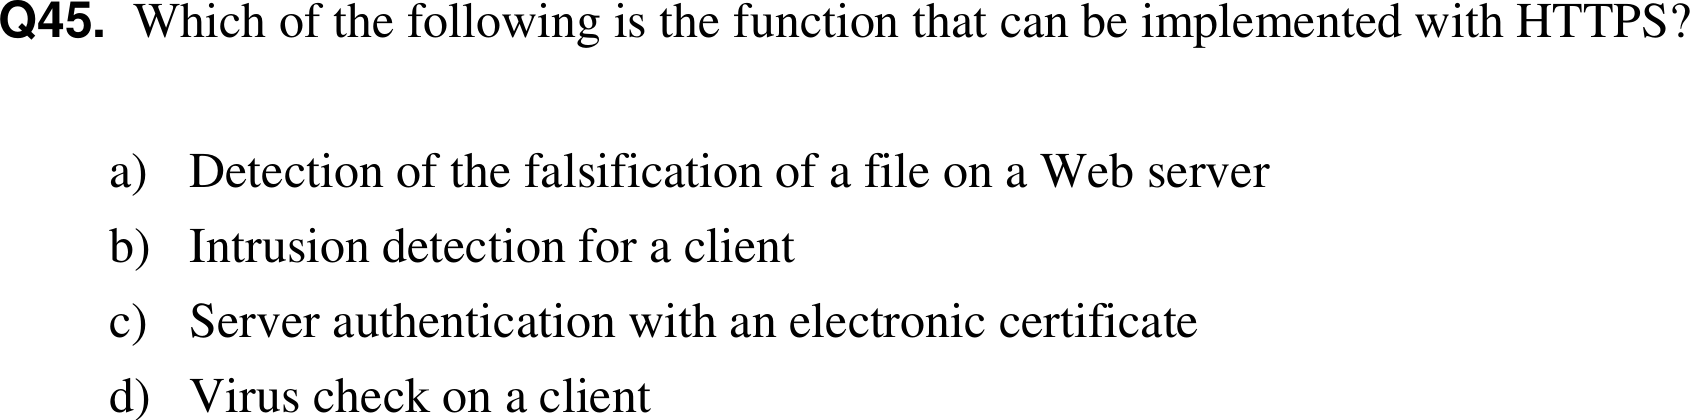 Q45. Which of the following is the function that can be implemented with HTTPS?
a) Detection of the falsification of a file on a Web server
b) Intrusion detection for a client
c) Server authentication with an electronic certificate
d) Virus check on a client